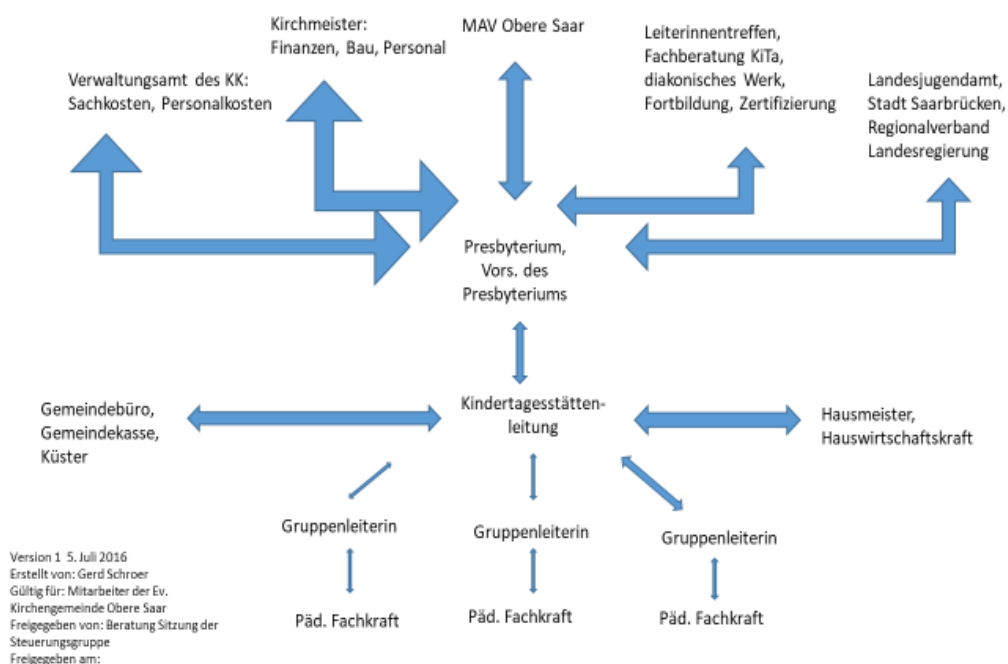 Kirchmeister:
Finanzen, Bau, Personal
MAV Obere Saar
Leiterinnentreffen,
Fachberatung KiTa,
diakonisches Werk,
Fortbildung, Zertifizierung
Verwaltungsamt des KK:
Sachkosten, Personalkosten
Landesjugendamt,
Stadt Saarbrücken,
Regionalverband
Landesregierung
Presbyterium,
Vors. des
Presbyteriums
Gemeindebüro,
Gemeindekasse,
Küster
Kindertagesstätten-
leitung
Hausmeister,
Hauswirtschaftskraft
Gruppenleiterin
Gruppenleiterin
Gruppenleiterin
Päd. Fachkraft
Päd. Fachkraft
Päd. Fachkraft
Version 1 5. Juli 2016
Erstellt von: Gerd Schroer
Gültig für: Mitarbeiter der Ev.
Kirchengemeinde Obere Saar
Freigegeben von: Beratung Sitzung der
Steuerungsgruppe
Freigegeben am: